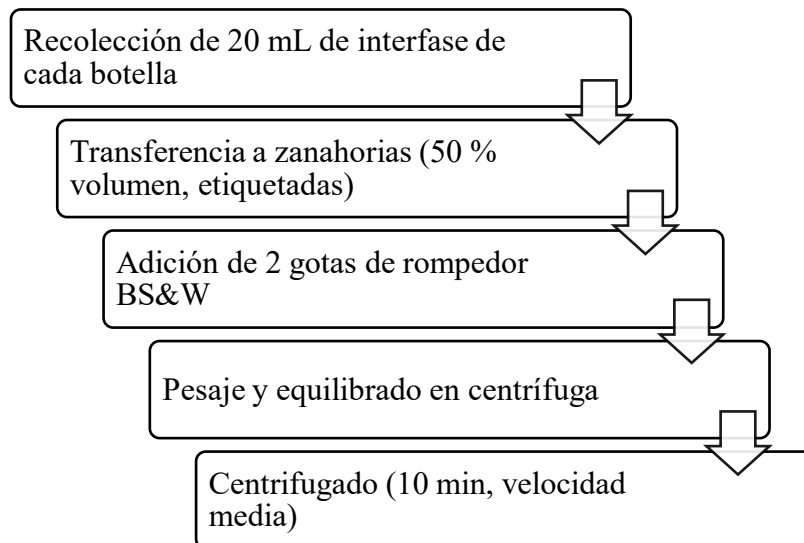 Recolección de 20 mL de interfase de
cada botella
Transferencia a zanahorias (50 %
volumen, etiquetadas)
Adición de 2 gotas de rompedor
BS&W
Pesaje y equilibrado en centrífuga
Centrifugado (10 min, velocidad
media)